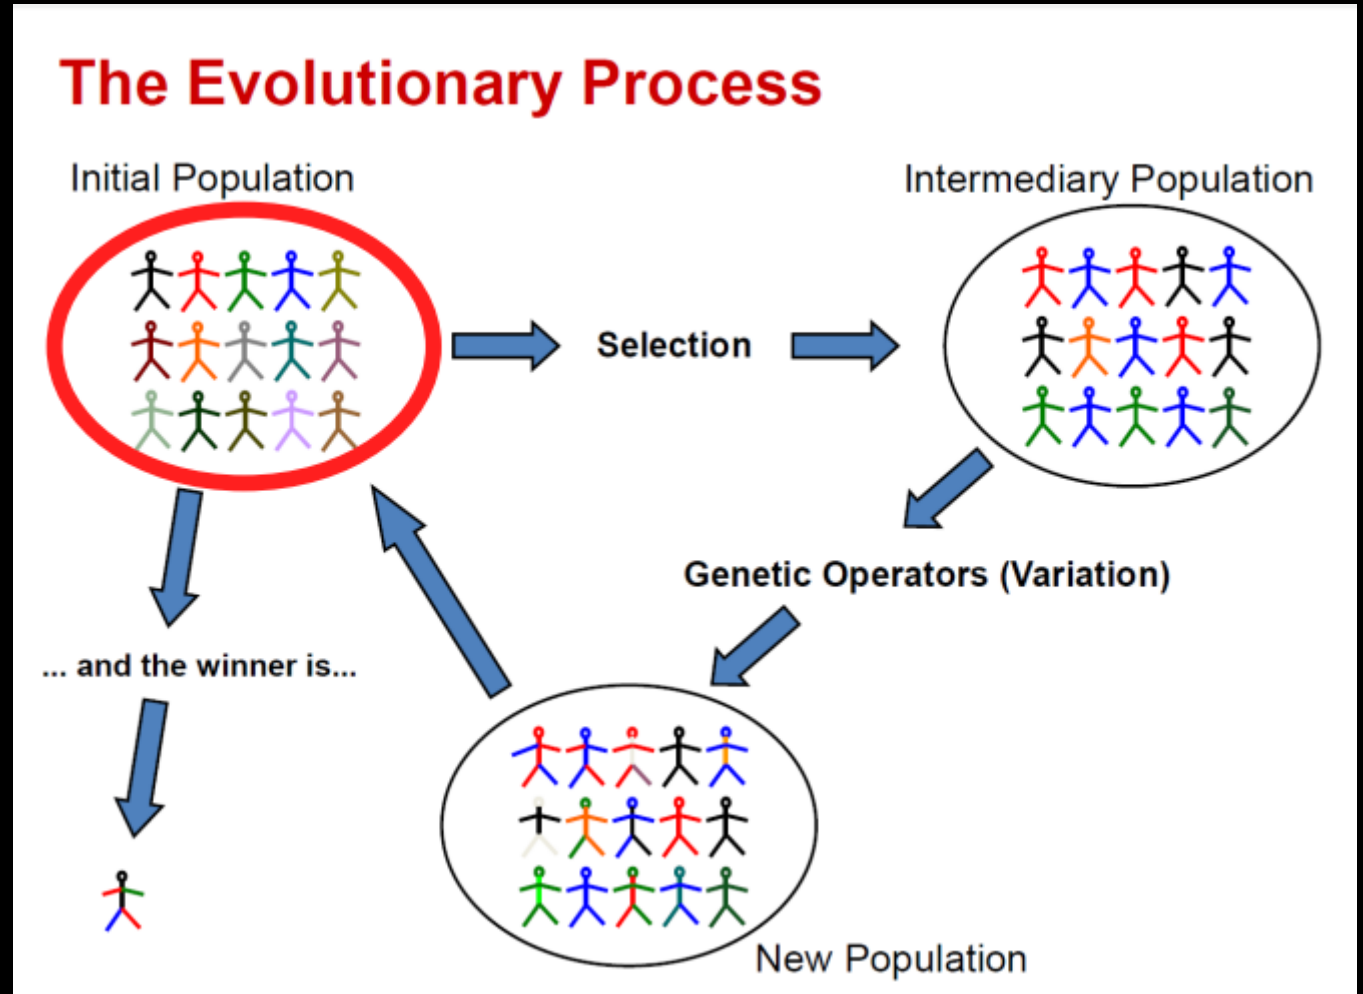 The Evolutionary Process
Initial Population
Intermediary Population
Selection
Genetic Operators (Variation)
... and the winner is...
New Population